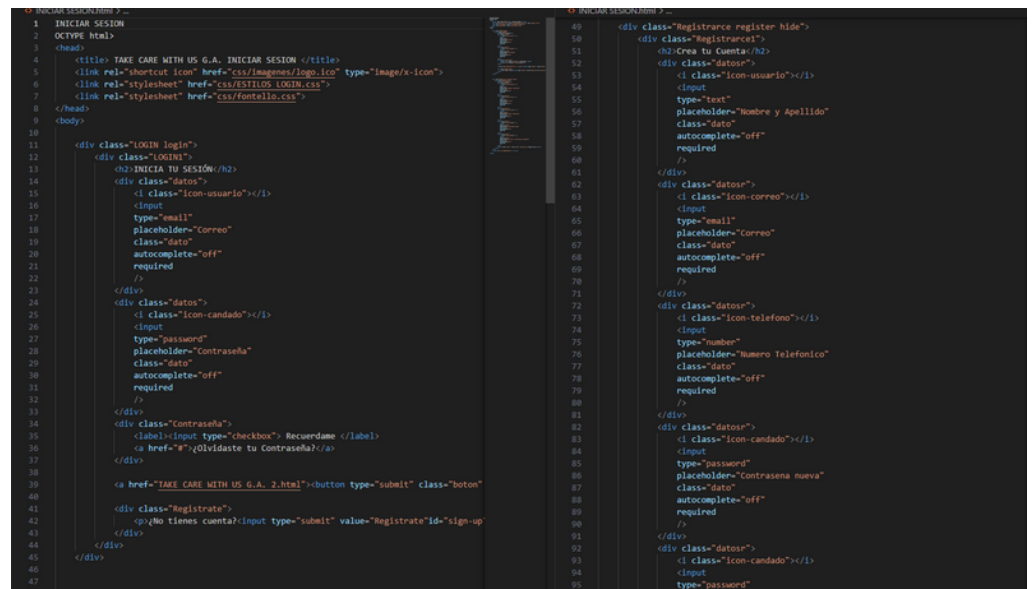 INICIAR SESION.html > ...
1 INICIAR SESION
2 OCTYPE html>
3 <head>
4 <title> TAKE CARE WITH US G.A. INICIAR SESION </title>
5 <link rel="shortcut icon" href="css/imagenes/logo.ico" type="image/x-icon">
6 <link rel="stylesheet" href="css/ESTILOS LOGIN.css">
7 <link rel="stylesheet" href="css/fontello.css">
8 </head>
9 <body>
10
11 <div class="LOGIN login">
12 <div class="LOGIN1">
13 <h2>INICIA TU SESIÓN</h2>
14 <div class="datos">
15 <i class="icon-usuario"></i>
16 <input
17 type="email"
18 placeholder="Correo"
19 class="dato"
20 autocomplete="off"
21 required
22 />
23 </div>
24 <div class="datos">
25 <i class="icon-candado"></i>
26 <input
27 type="password"
28 placeholder="Contraseña"
29 class="dato"
30 autocomplete="off"
31 required
32 />
33 </div>
34 <div class="Contraseña">
35 <label><input type="checkbox"> Recuerdame </label>
36 <a href="#">¿Olvidaste tu Contraseña?</a>
37 </div>
38
39 <a href="TAKE CARE WITH US G.A. 2.html"><button type="submit" class="boton"
40
41 <div class="Registrate">
42 <p>¿No tienes cuenta?<input type="submit" value="Registrate"id="sign-up"
43 </div>
44 </div>
45 </div>
46
47
INICIAR SESION.html > ...
49 <div class="Registrarce register hide">
50 <div class="Registrarce1">
51 <h2>Crea tu Cuenta</h2>
52 <div class="datosr">
53 <i class="icon-usuario"></i>
54 <input
55 type="text"
56 placeholder="Nombre y Apellido"
57 class="dato"
58 autocomplete="off"
59 required
60 />
61 </div>
62 <div class="datosr">
63 <i class="icon-correo"></i>
64 <input
65 type="email"
66 placeholder="Correo"
67 class="dato"
68 autocomplete="off"
69 required
70 />
71 </div>
72 <div class="datosr">
73 <i class="icon-telefono"></i>
74 <input
75 type="number"
76 placeholder="Numero Telefonico"
77 class="dato"
78 autocomplete="off"
79 required
80 />
81 </div>
82 <div class="datosr">
83 <i class="icon-candado"></i>
84 <input
85 type="password"
86 placeholder="Contrasena nueva"
87 class="dato"
88 autocomplete="off"
89 required
90 />
91 </div>
92 <div class="datosr">
93 <i class="icon-candado"></i>
94 <input
95 type="password"